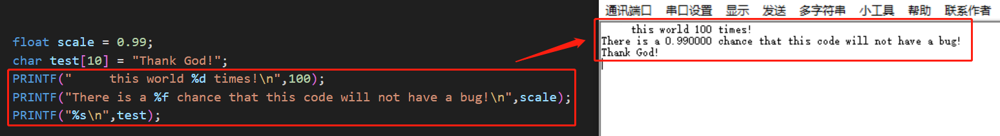 float scale = 0.99;
char test[10] = "Thank God!";
PRINTF("     this world %d times!\n",100);
PRINTF("There is a %f chance that this code will not have a bug!\n",scale);
PRINTF("%s\n",test);
通讯端口 串口设置 显示 发送 多字符串 小工具 帮助 联系作者
     this world 100 times!
There is a 0.990000 chance that this code will not have a bug!
Thank God!